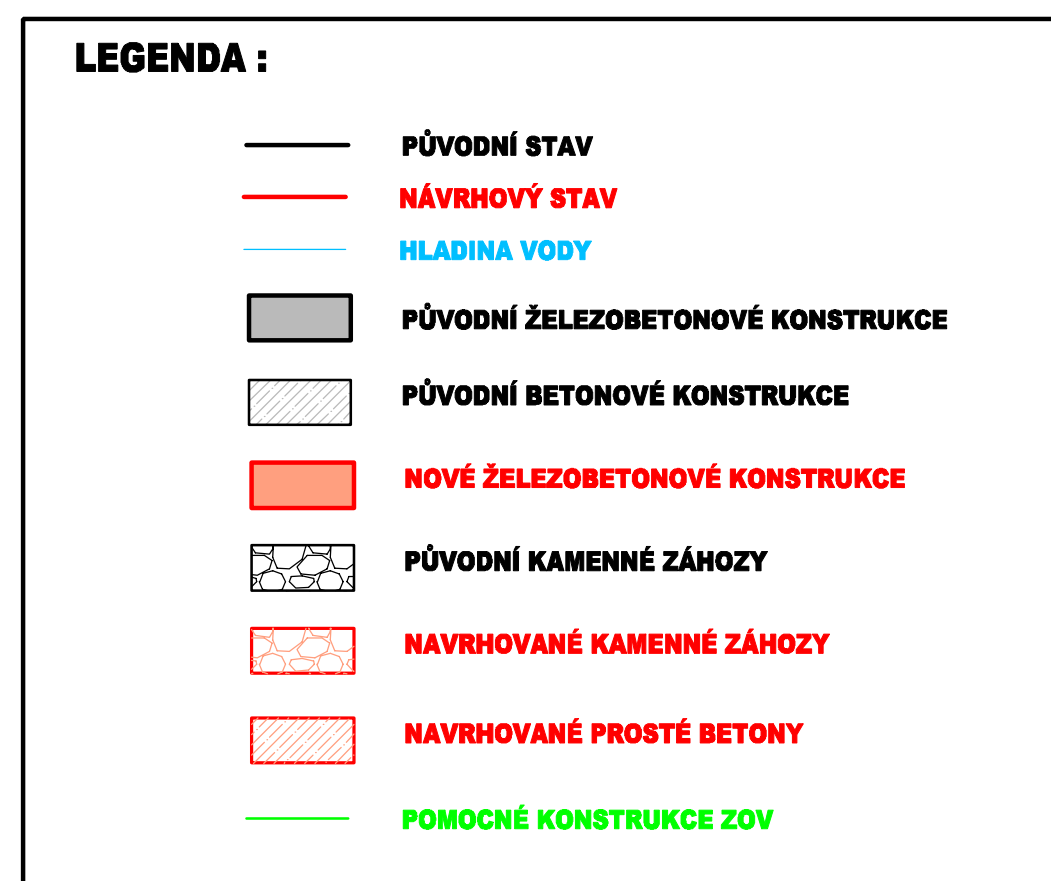 LEGENDA :
PŮVODNÍ STAV
NÁVRHOVÝ STAV
HLADINA VODY
PŮVODNÍ ŽELEZOBETONOVÉ KONSTRUKCE
PŮVODNÍ BETONOVÉ KONSTRUKCE
NOVÉ ŽELEZOBETONOVÉ KONSTRUKCE
PŮVODNÍ KAMENNÉ ZÁHOZY
NAVRHOVANÉ KAMENNÉ ZÁHOZY
NAVRHOVANÉ PROSTÉ BETONY
POMOCNÉ KONSTRUKCE ZOV